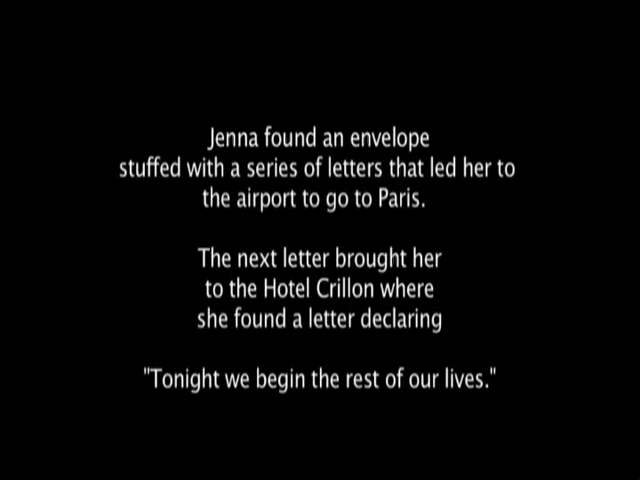 Jenna found an envelope
stuffed with a series of letters that led her to
the airport to go to Paris.
The next letter brought her
to the Hotel Crillon where
she found a letter declaring
"Tonight we begin the rest of our lives."